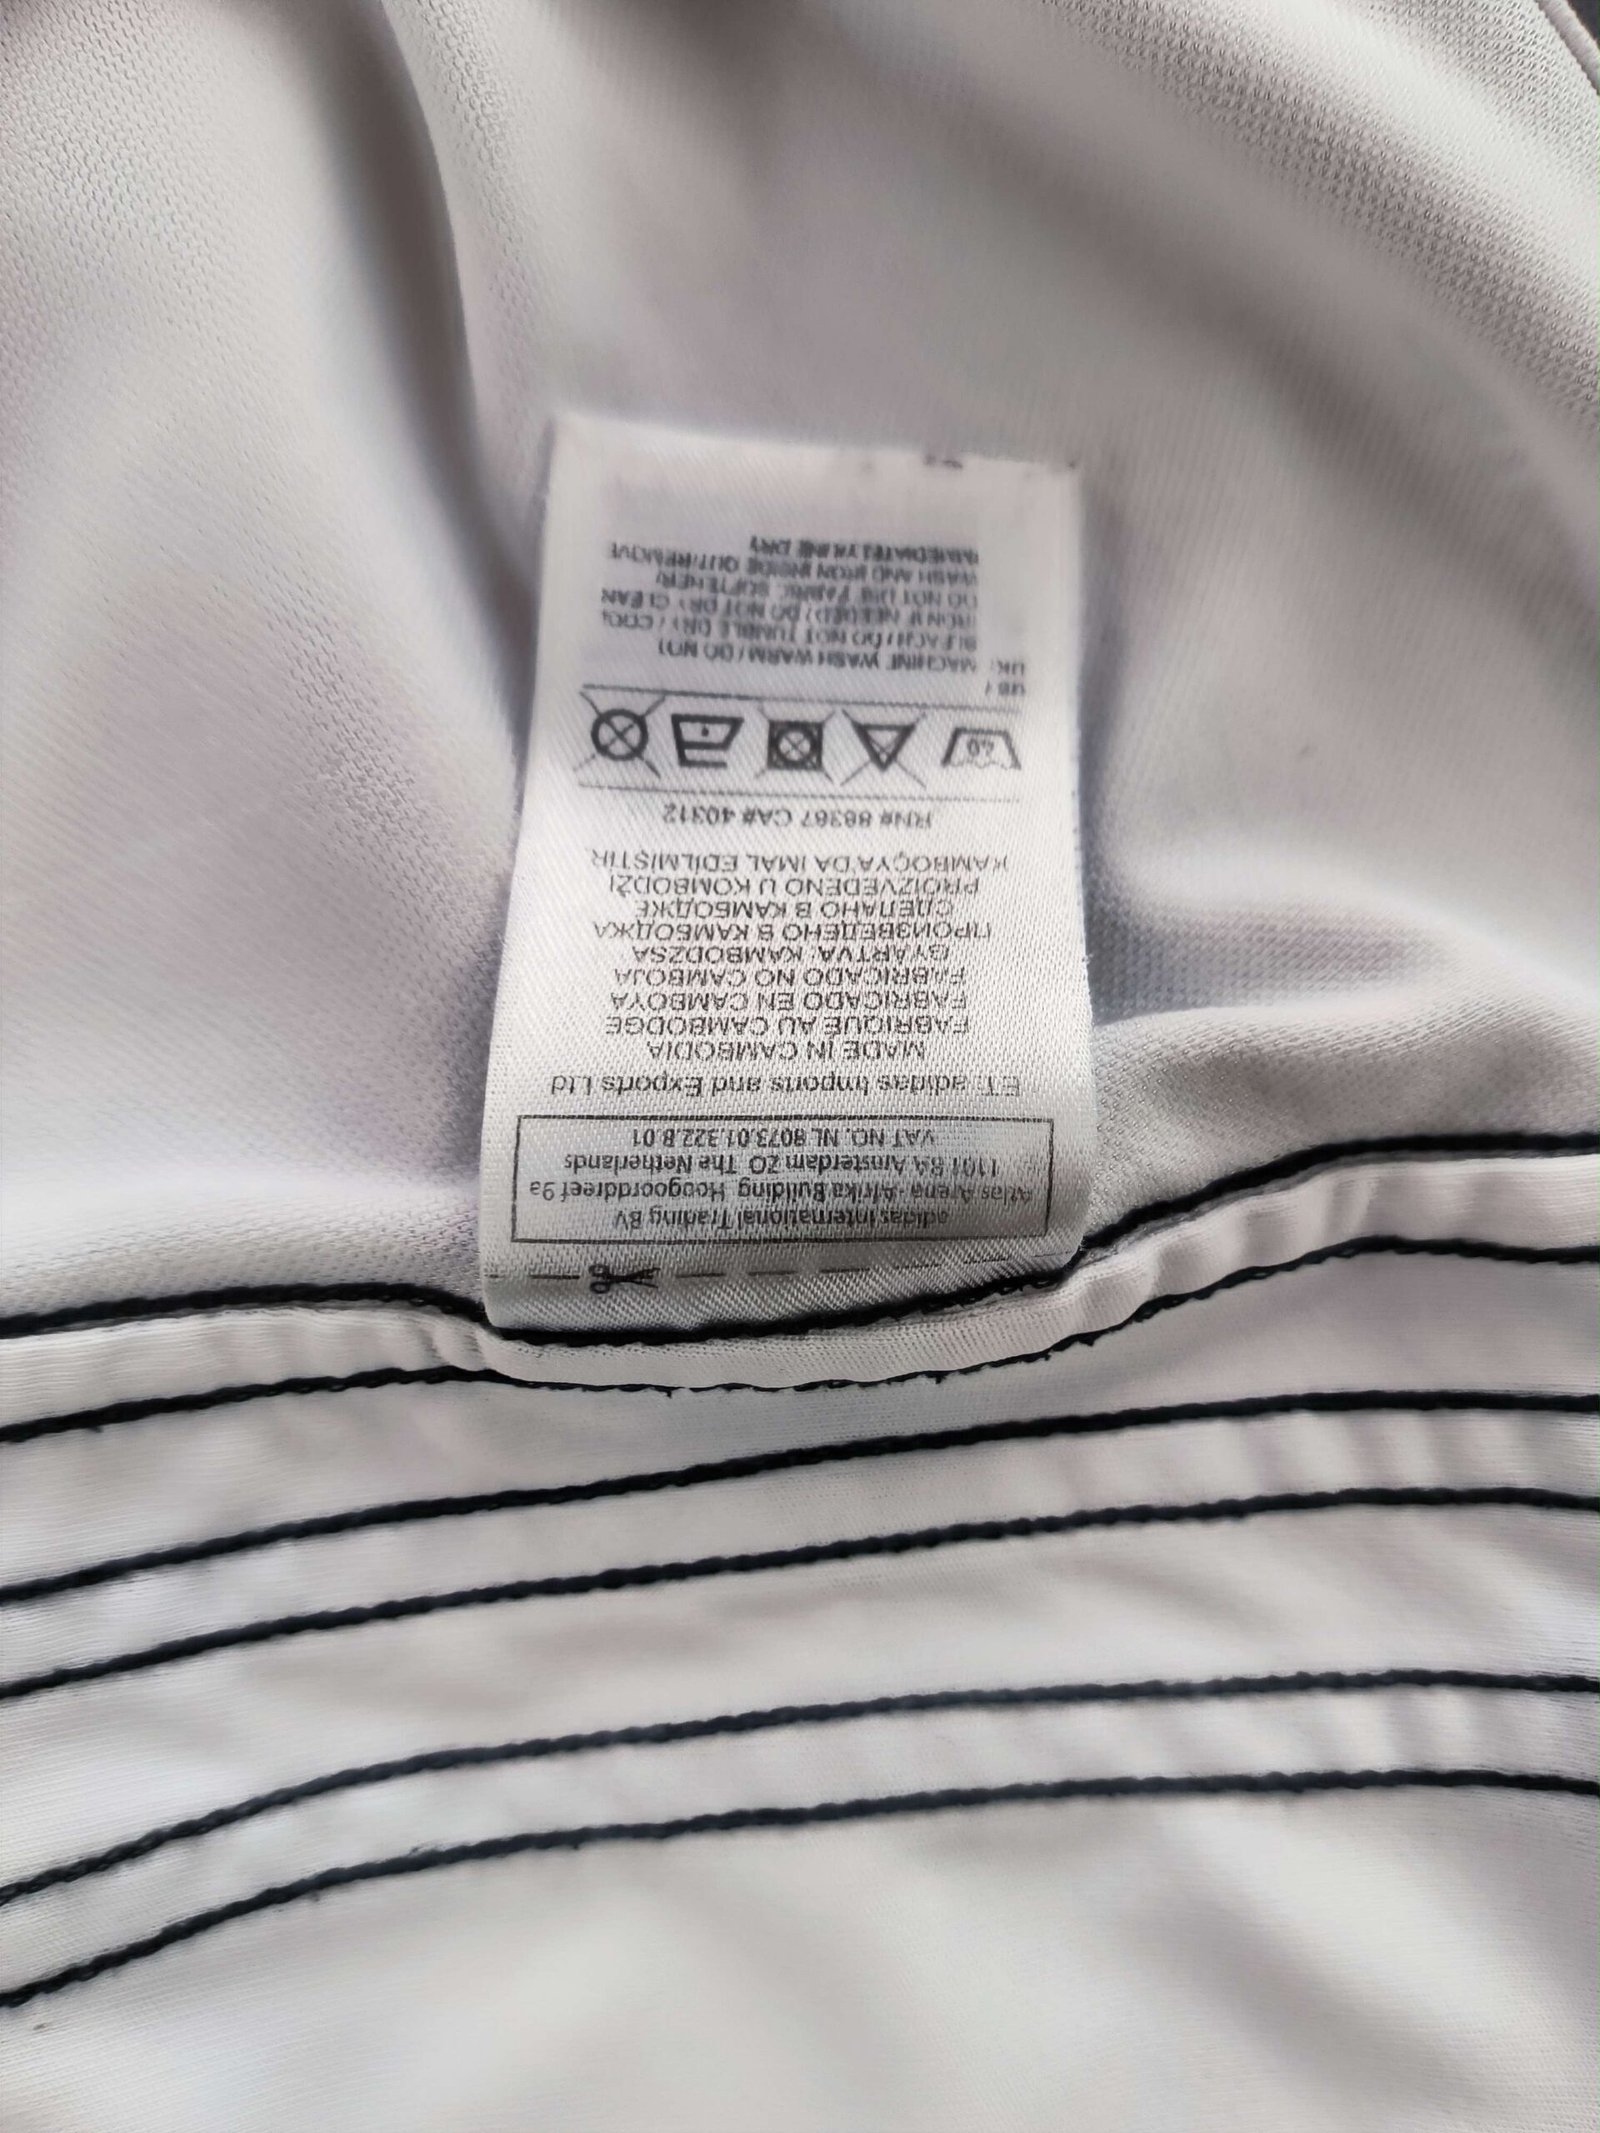 adidas International Trading BV
Atlas Arena-Afrika Building, Hoogoorddreef 9a
1101 BA Amsterdam ZO, The Netherlands
VAT NO. NL 8073.01.322.B.01
ET: adidas Imports and Exports Ltd
MADE IN CAMBODIA
FABRIQUÉ AU CAMBODGE
FABRICADO EN CAMBOYA
FABRICADO NO CAMBOJA
GYÁRTVA: KAMBODZSA
ПРОИЗВЕДЕНО В КАМБОДЖА
СДЕЛАНО В КАМБОДЖЕ
PROIZVEDENO U KOMBODŽI
KAMBOÇYA'DA IMAL EDİLMİŞTİR
RN# 88387 CA# 40312
40
UK: MACHINE WASH WARM / DO NOT
BLEACH / DO NOT TUMBLE DRY / COOL
IRON IF NEEDED / DO NOT DRY CLEAN
DO NOT USE FABRIC SOFTENER/
WASH AND IRON INSIDE OUT/REMOVE
IMMEDIATELY/LINE DRY